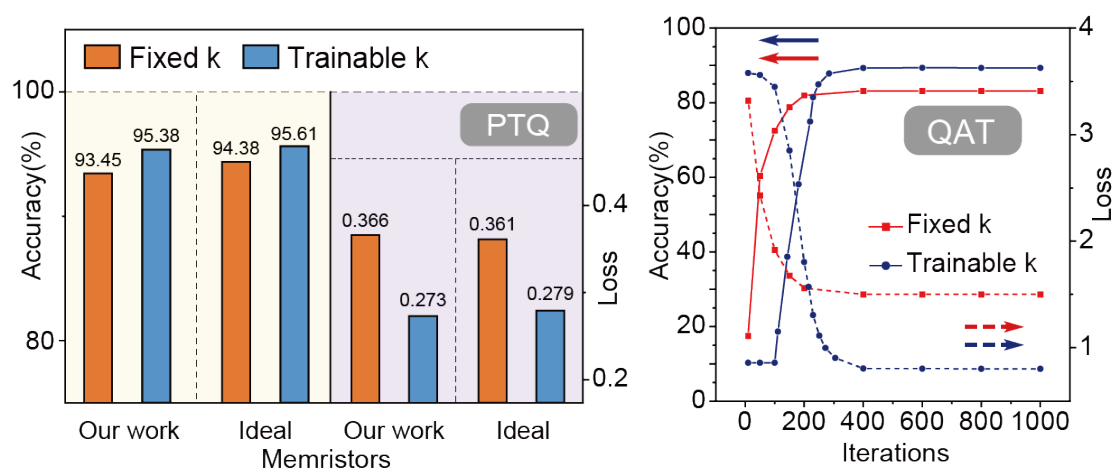 Fixed k
Trainable k
PTQ
100
80
Accuracy(%)
93.45
95.38
94.38
95.61
0.366
0.273
0.361
0.279
0.4
0.2
Loss
Our work
Ideal
Our work
Ideal
Memristors
100
80
60
40
20
0
Accuracy(%)
QAT
Fixed k
Trainable k
4
3
2
1
Loss
0
200
400
600
800
1000
Iterations